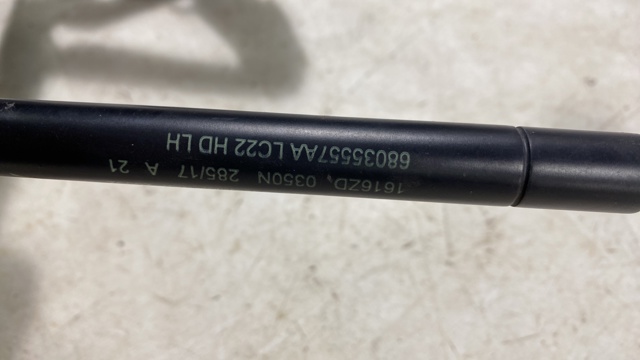 1616ZD, 0350N 285/17 A 21
68035557AA LC22 HD LH